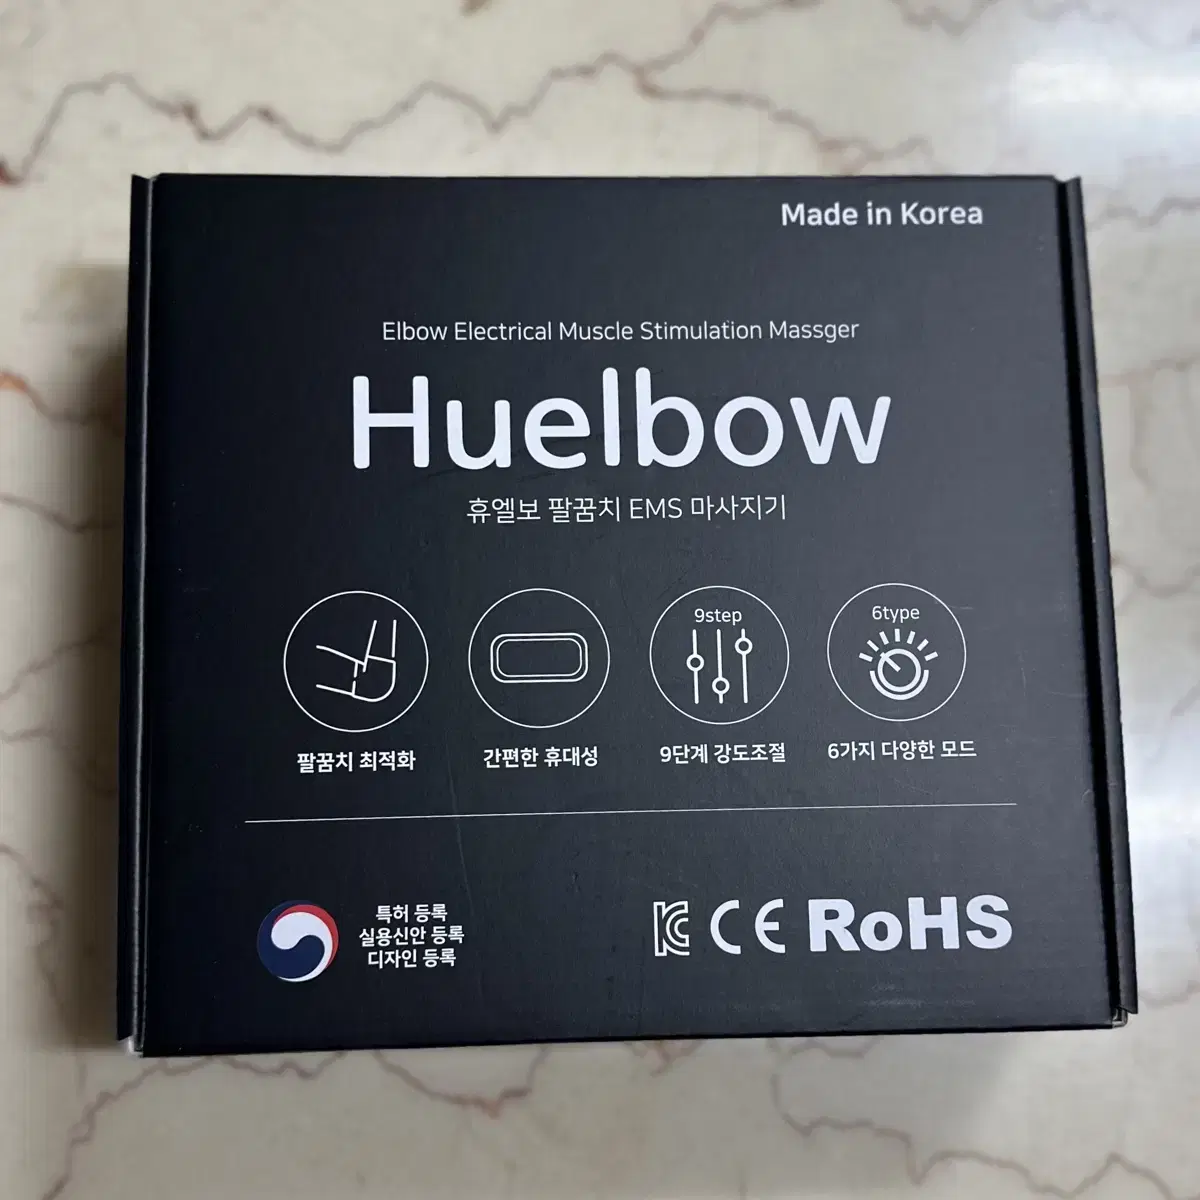 Made in Korea
Elbow Electrical Muscle Stimulation Massger
Huelbow
휴엘보 팔꿈치 EMS 마사지기
9step
6type
팔꿈치 최적화
간편한 휴대성
9단계 강도조절
6가지 다양한 모드
특허 등록
실용신안 등록
디자인 등록
KC CE RoHS